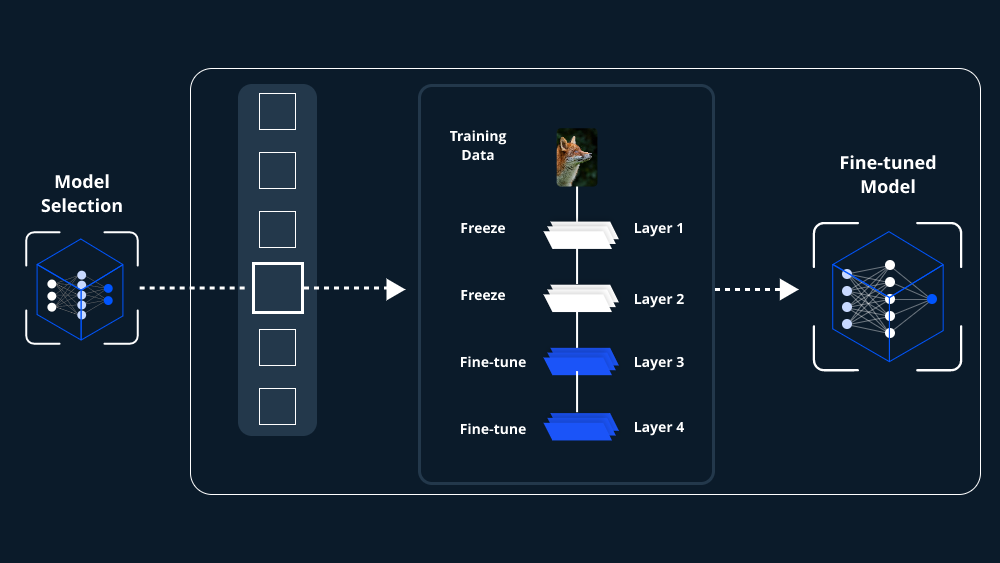 Model
Selection
Training
Data
Freeze
Layer 1
Freeze
Layer 2
Fine-tune
Layer 3
Fine-tune
Layer 4
Fine-tuned
Model